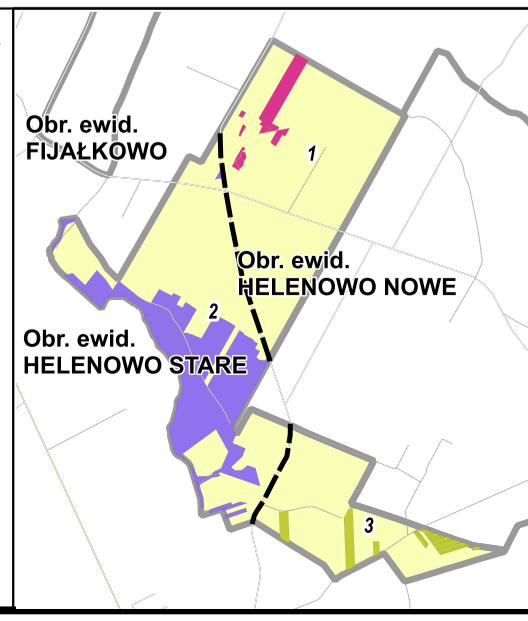 Obr. ewid.
FIJAŁKOWO
1
Obr. ewid.
HELENOWO NOWE
2
Obr. ewid.
HELENOWO STARE
3